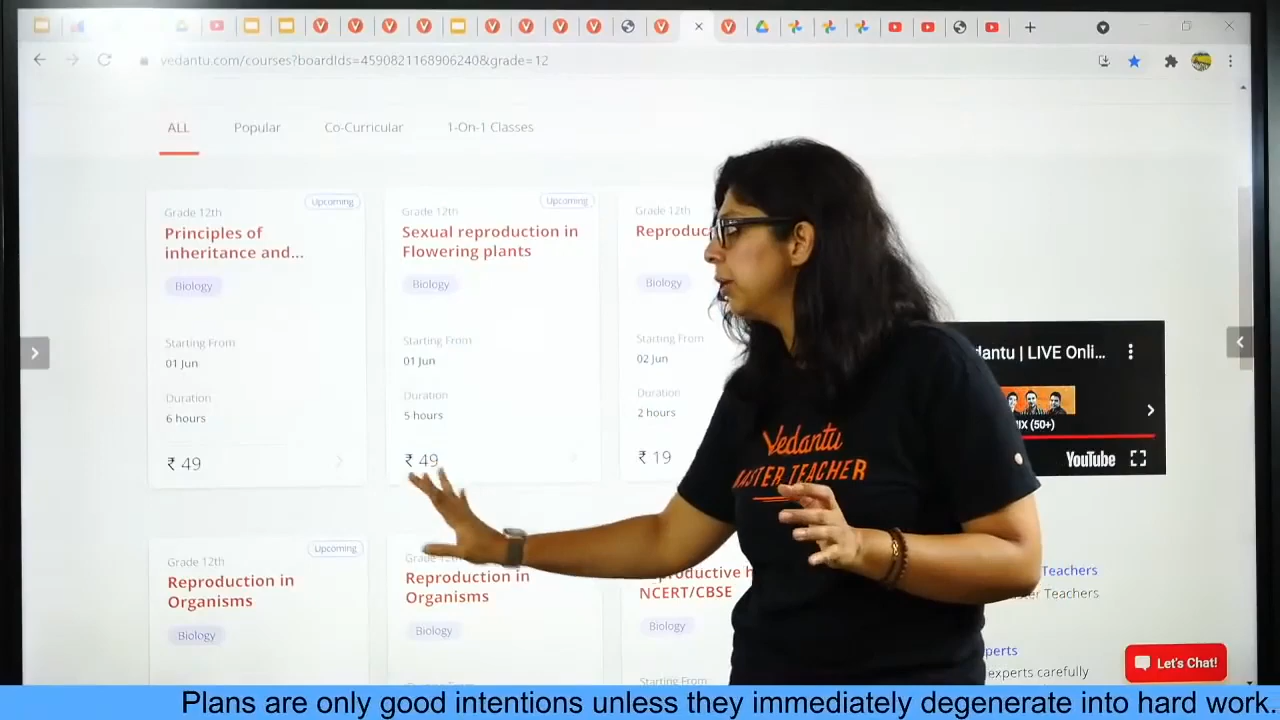 vedantu.com/courses?boardIds=4590821168906240&grade=12
ALL Popular Co-Curricular 1-On-1 Classes
Upcoming
Grade 12th
Principles of
inheritance and...
Biology
Starting From
01 Jun
Duration
6 hours
₹ 49
Upcoming
Grade 12th
Sexual reproduction in
Flowering plants
Biology
Starting From
01 Jun
Duration
5 hours
₹ 49
Grade 12th
Biology
Starting From
02 Jun
Duration
2 hours
₹ 19
dantu | LIVE Onli...
IX (50+)
YouTube
Vedantu
MASTER TEACHER
Upcoming
Grade 12th
Reproduction in
Organisms
Biology
Grade 12th
Reproduction in
Organisms
Biology
NCERT/CBSE
Biology
Starting From
Teachers
Teachers
experts carefully
Let's Chat!
Plans are only good intentions unless they immediately degenerate into hard work.